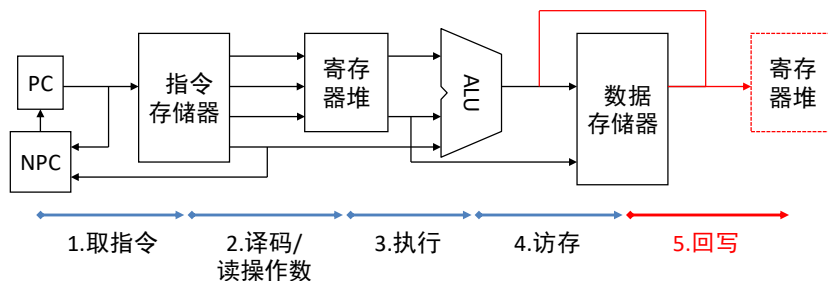 PC
NPC
指令
存储器
寄存
器堆
ALU
数据
存储器
寄存
器堆
1.取指令
2.译码/
读操作数
3.执行
4.访存
5.回写